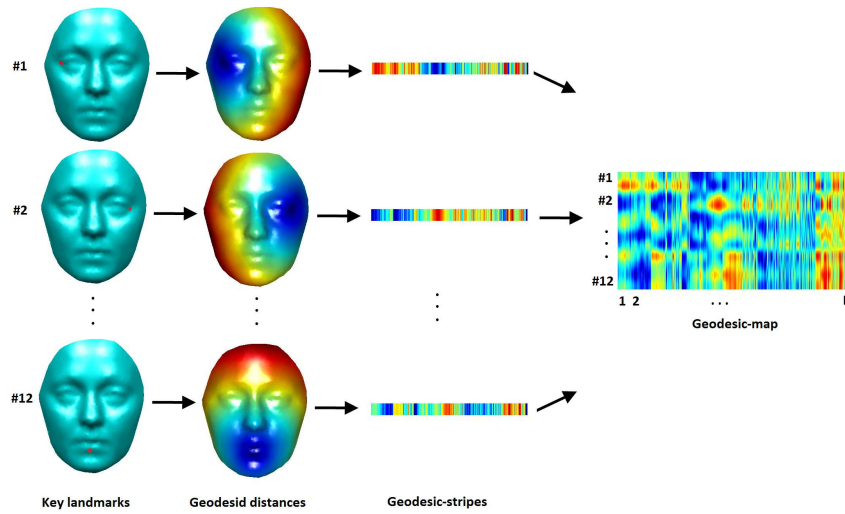 #1
#2
#12
#1
#2
#12
1 2 ...
Geodesic-map
Key landmarks
Geodesid distances
Geodesic-stripes